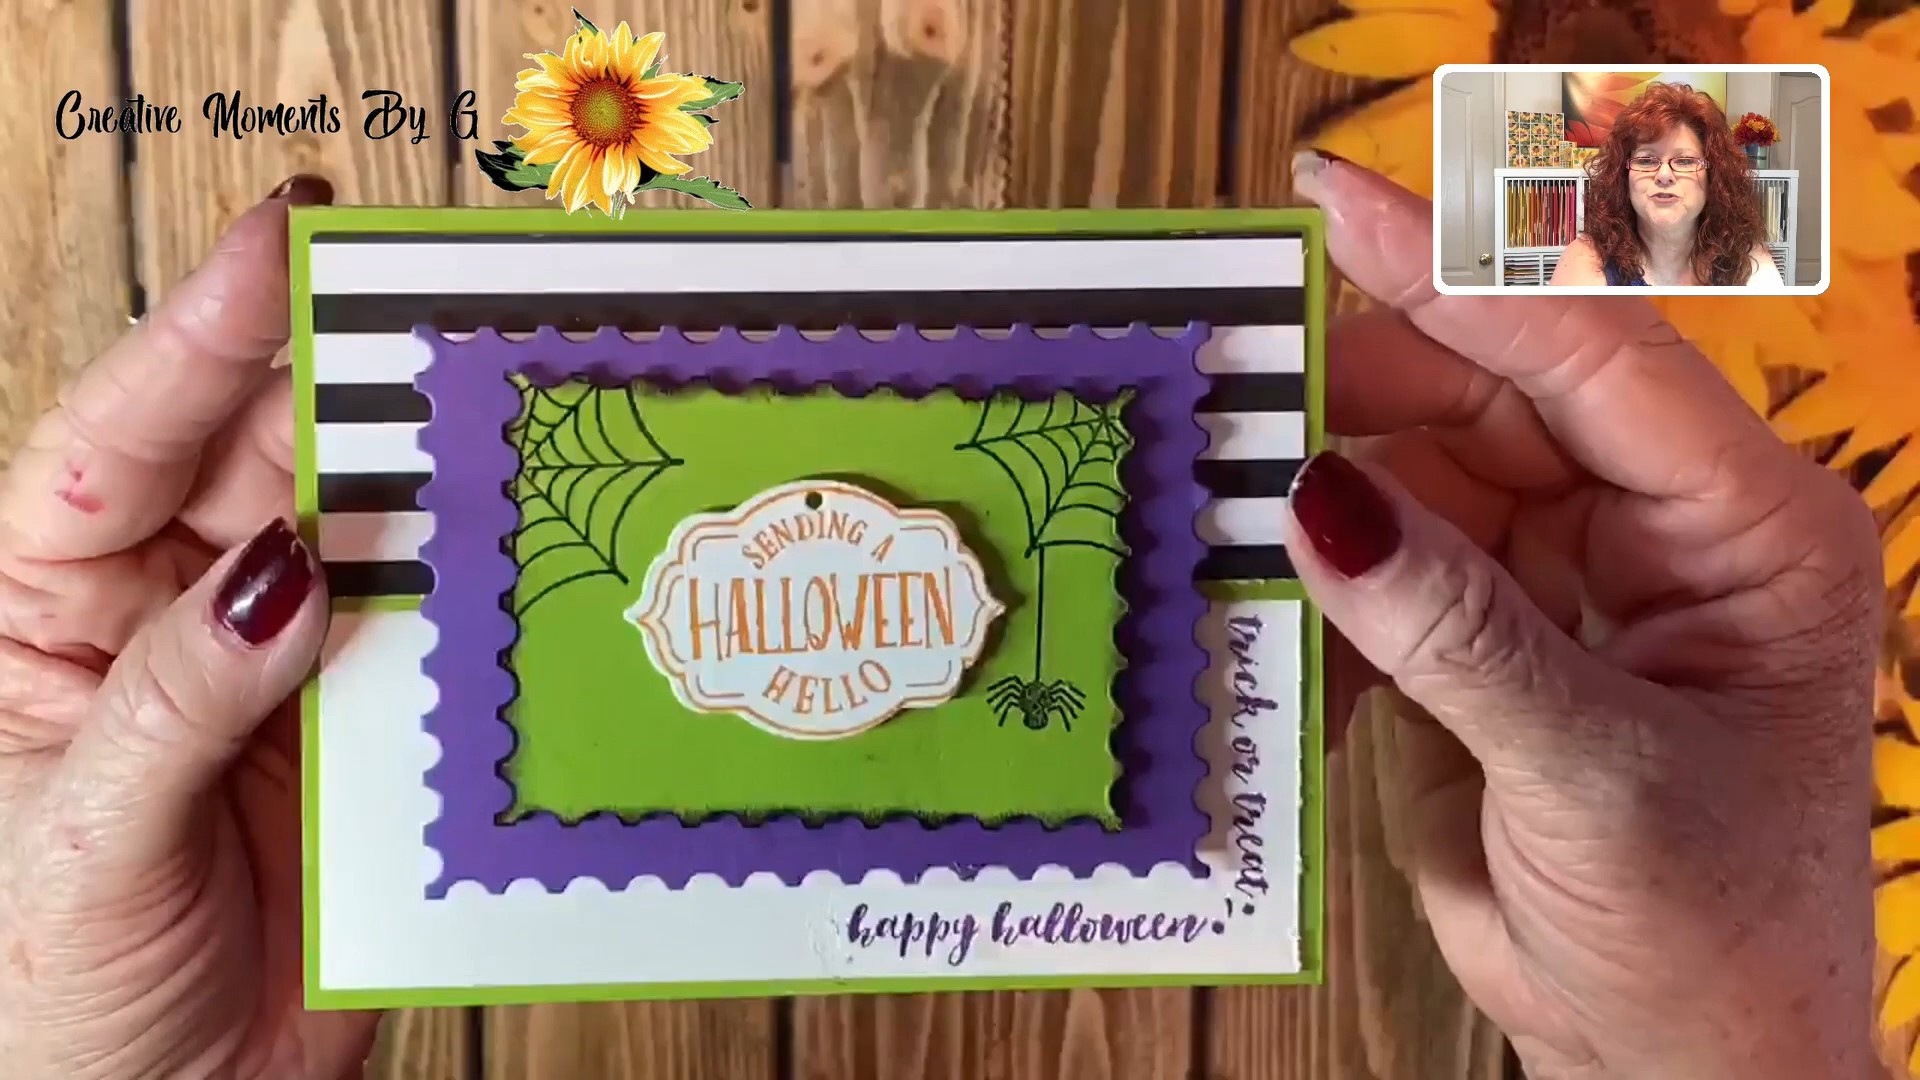 Creative Moments By G
SENDING A
HALLOWEEN
HELLO
trick or treat.
happy halloween!